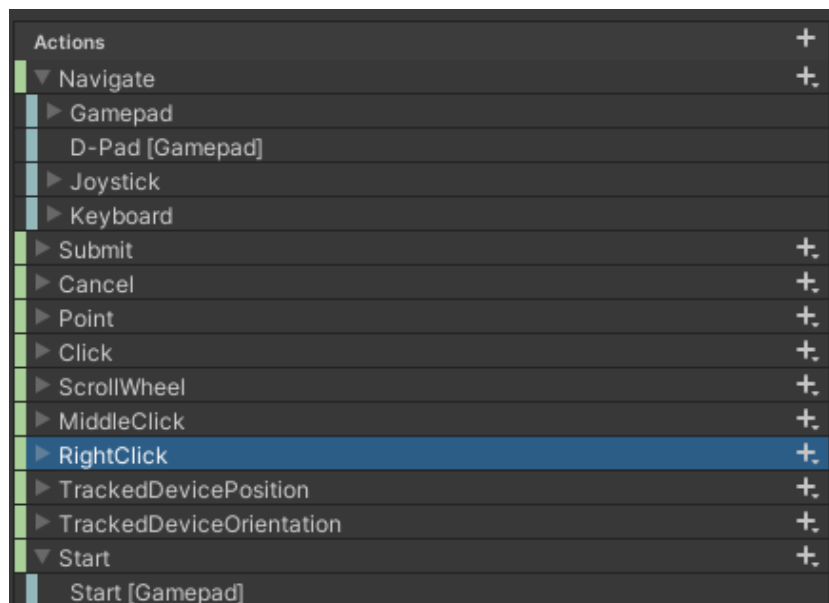 Actions
Navigate
Gamepad
D-Pad [Gamepad]
Joystick
Keyboard
Submit
Cancel
Point
Click
ScrollWheel
MiddleClick
RightClick
TrackedDevicePosition
TrackedDeviceOrientation
Start
Start [Gamepad]